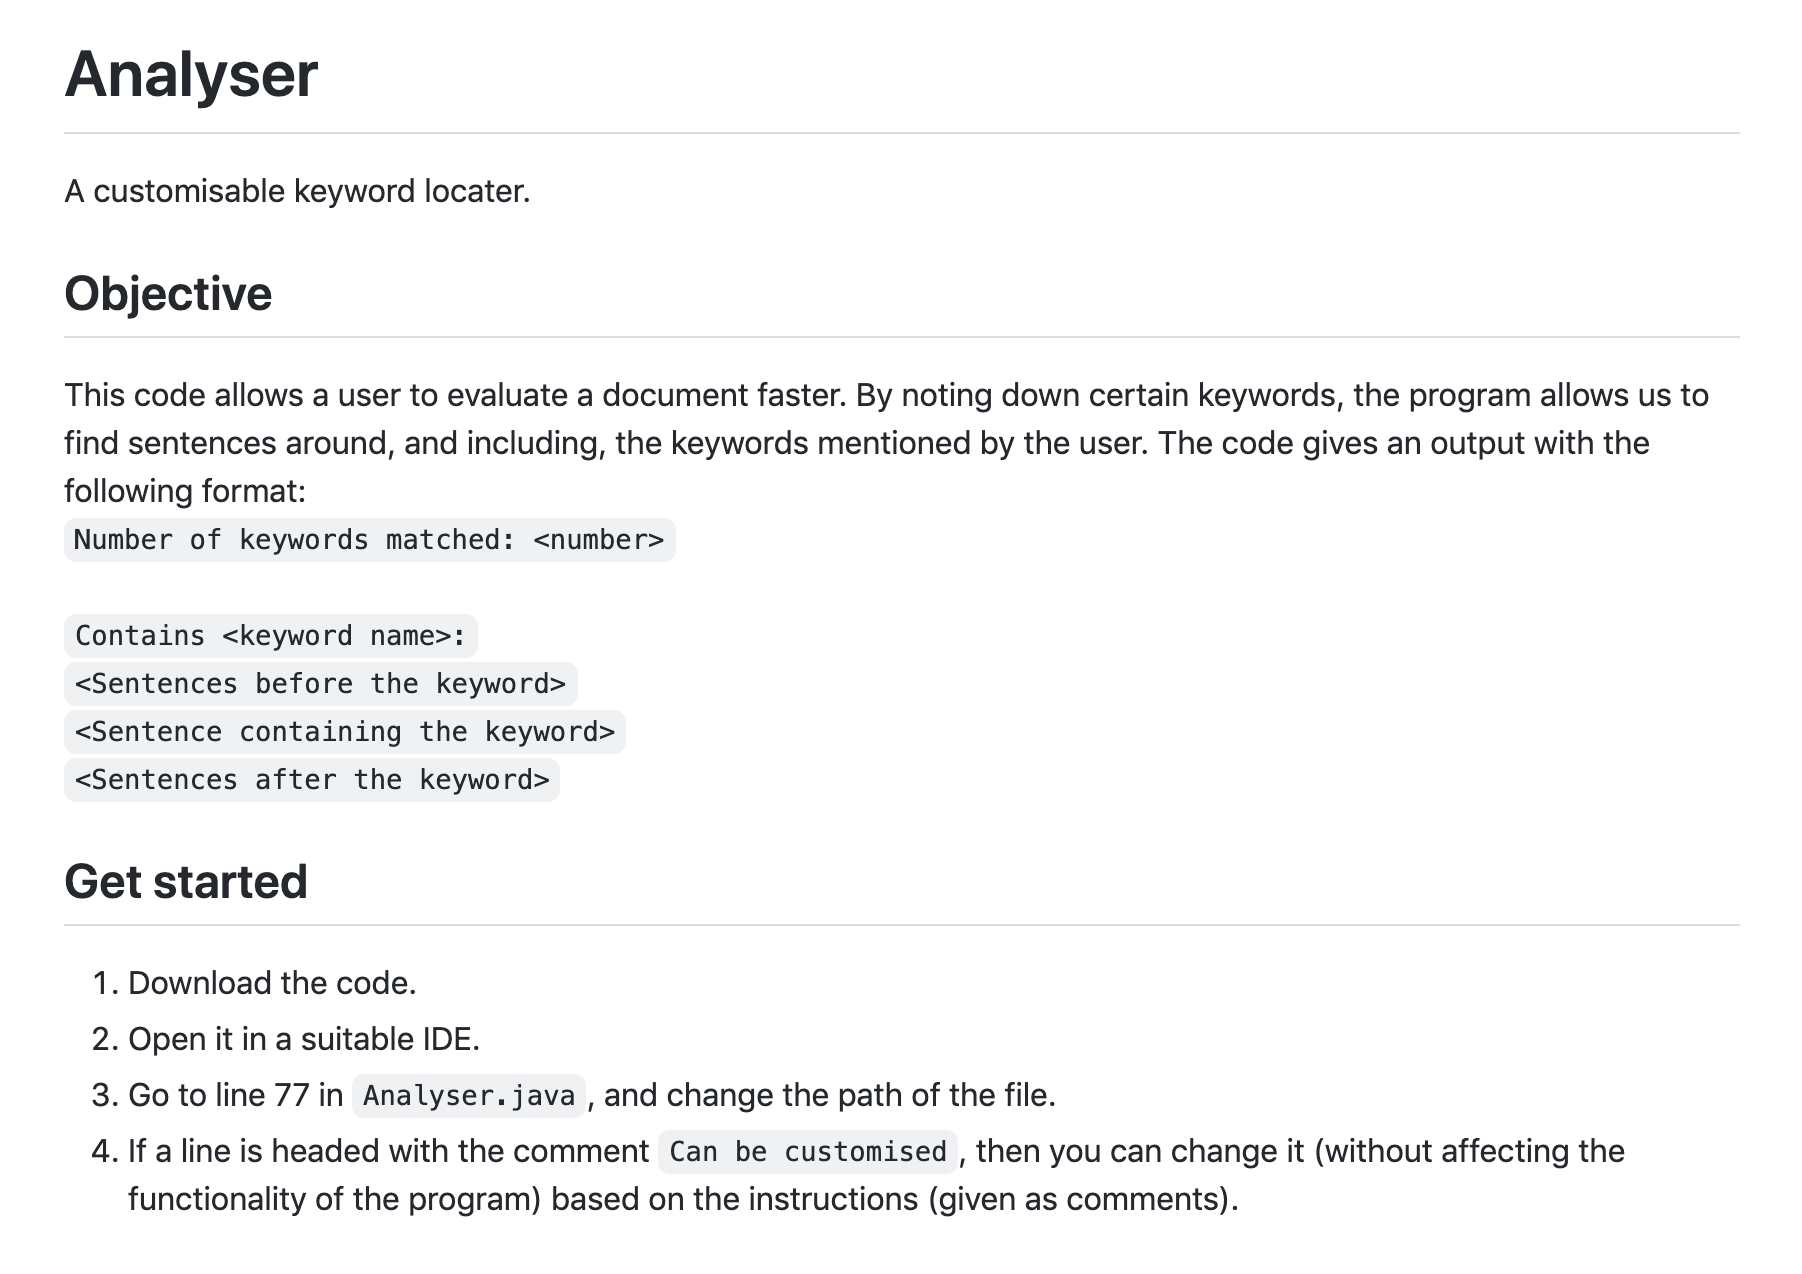 Analyser
A customisable keyword locater.
Objective
This code allows a user to evaluate a document faster. By noting down certain keywords, the program allows us to
find sentences around, and including, the keywords mentioned by the user. The code gives an output with the
following format:
Number of keywords matched: <number>
Contains <keyword name>:
<Sentences before the keyword>
<Sentence containing the keyword>
<Sentences after the keyword>
Get started
1. Download the code.
2. Open it in a suitable IDE.
3. Go to line 77 in Analyser.java, and change the path of the file.
4. If a line is headed with the comment Can be customised, then you can change it (without affecting the
functionality of the program) based on the instructions (given as comments).